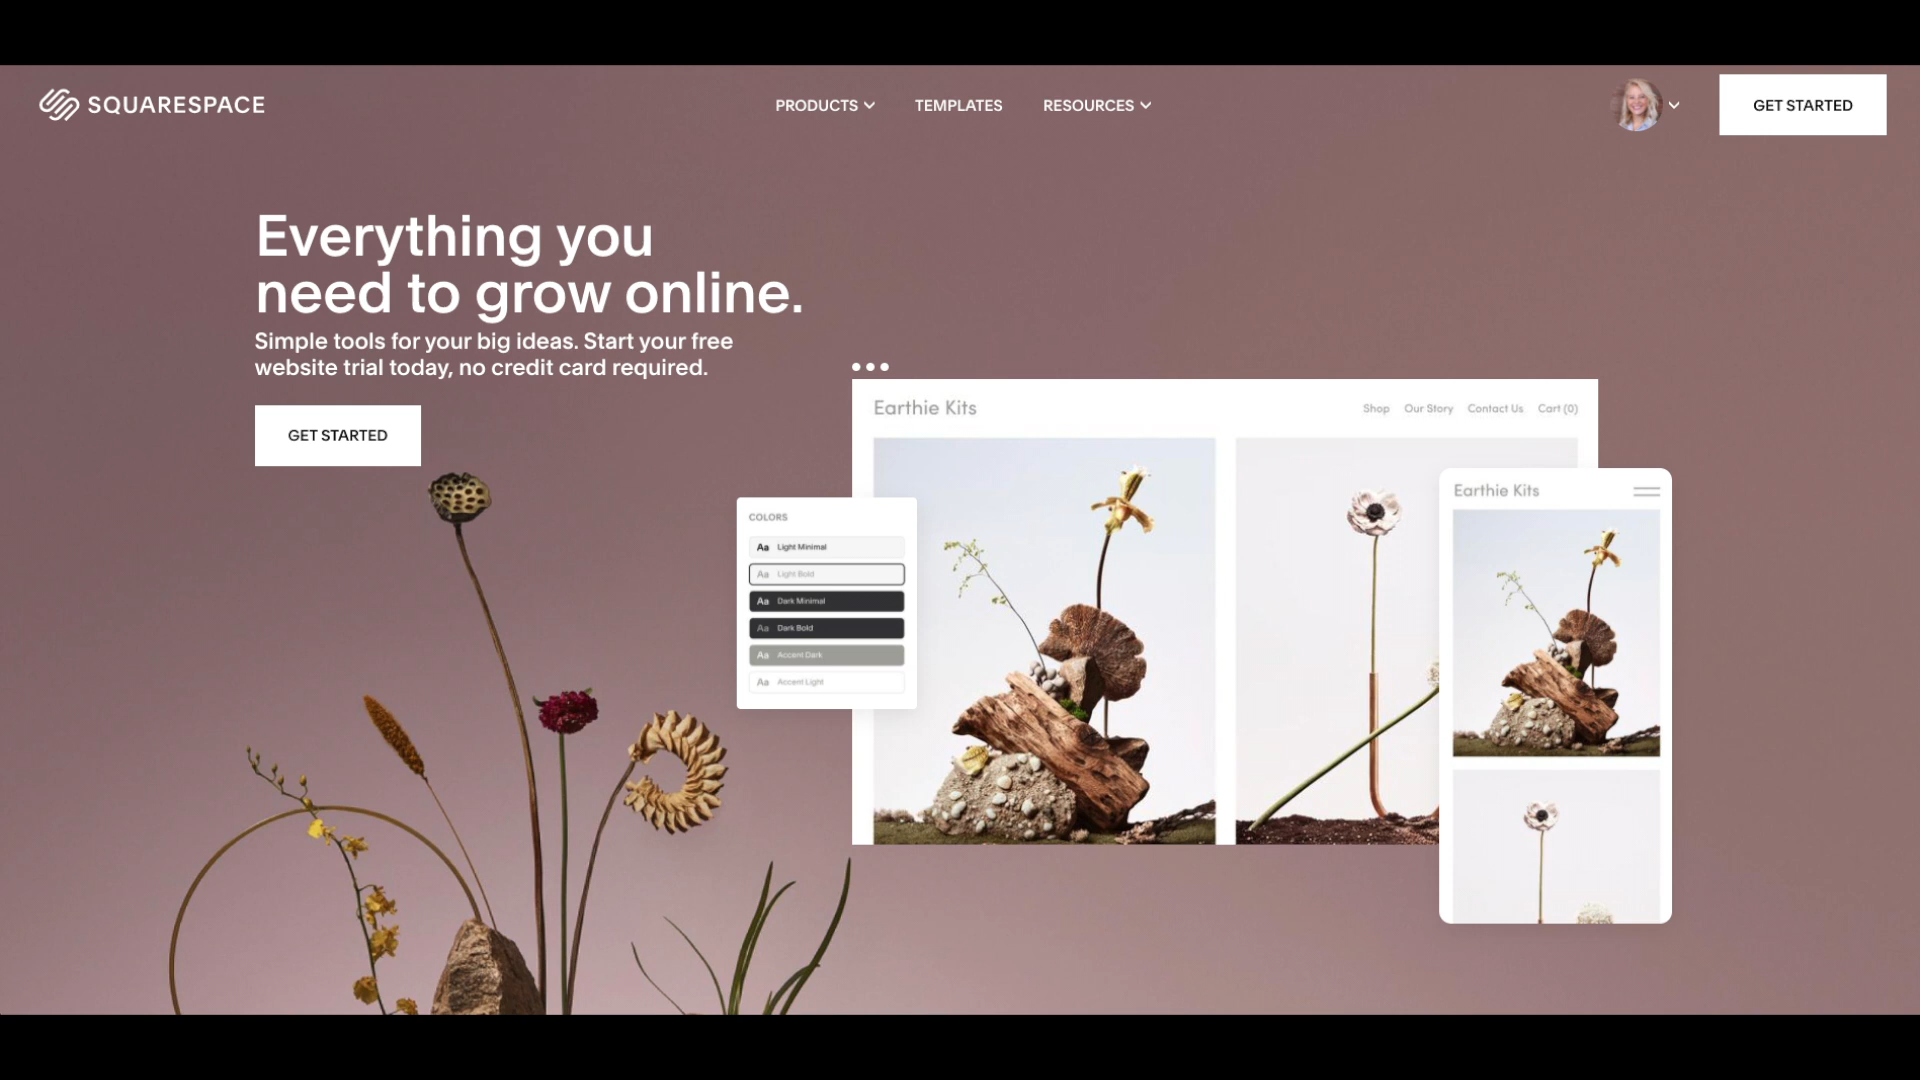 SQUARESPACE
PRODUCTS
TEMPLATES
RESOURCES
GET STARTED
Everything you
need to grow online.
Simple tools for your big ideas. Start your free
website trial today, no credit card required.
GET STARTED
Earthie Kits
Shop
Our Story
Contact Us
Cart (0)
COLORS
Aa Light Minimal
Aa Light Bold
Aa Dark Minimal
Aa Dark Bold
Aa Accent Dark
Aa Accent Light
Earthie Kits